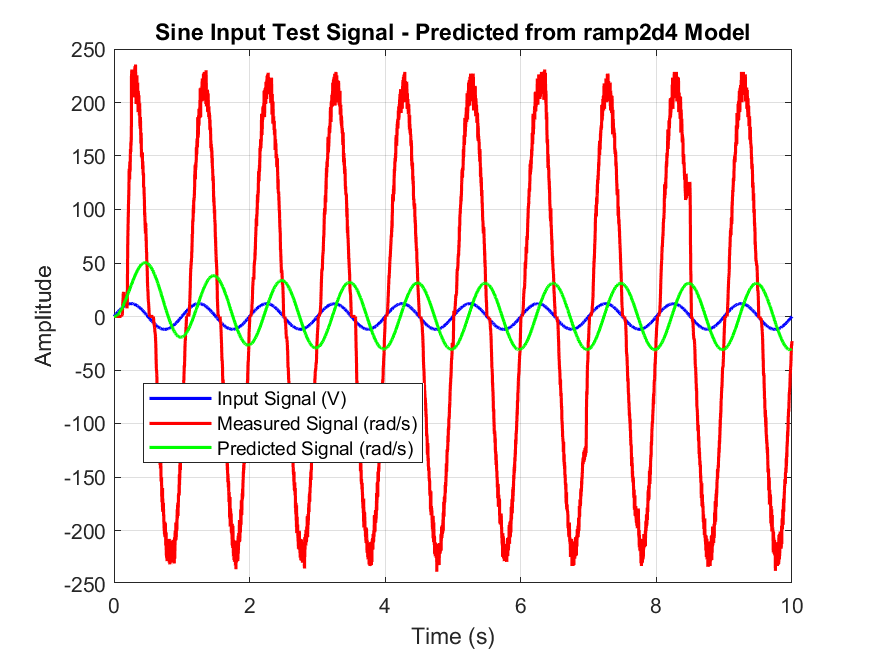 Sine Input Test Signal - Predicted from ramp2d4 Model
250
200
150
100
50
0
-50
-100
-150
-200
-250
Amplitude
Input Signal (V)
Measured Signal (rad/s)
Predicted Signal (rad/s)
0 2 4 6 8 10
Time (s)